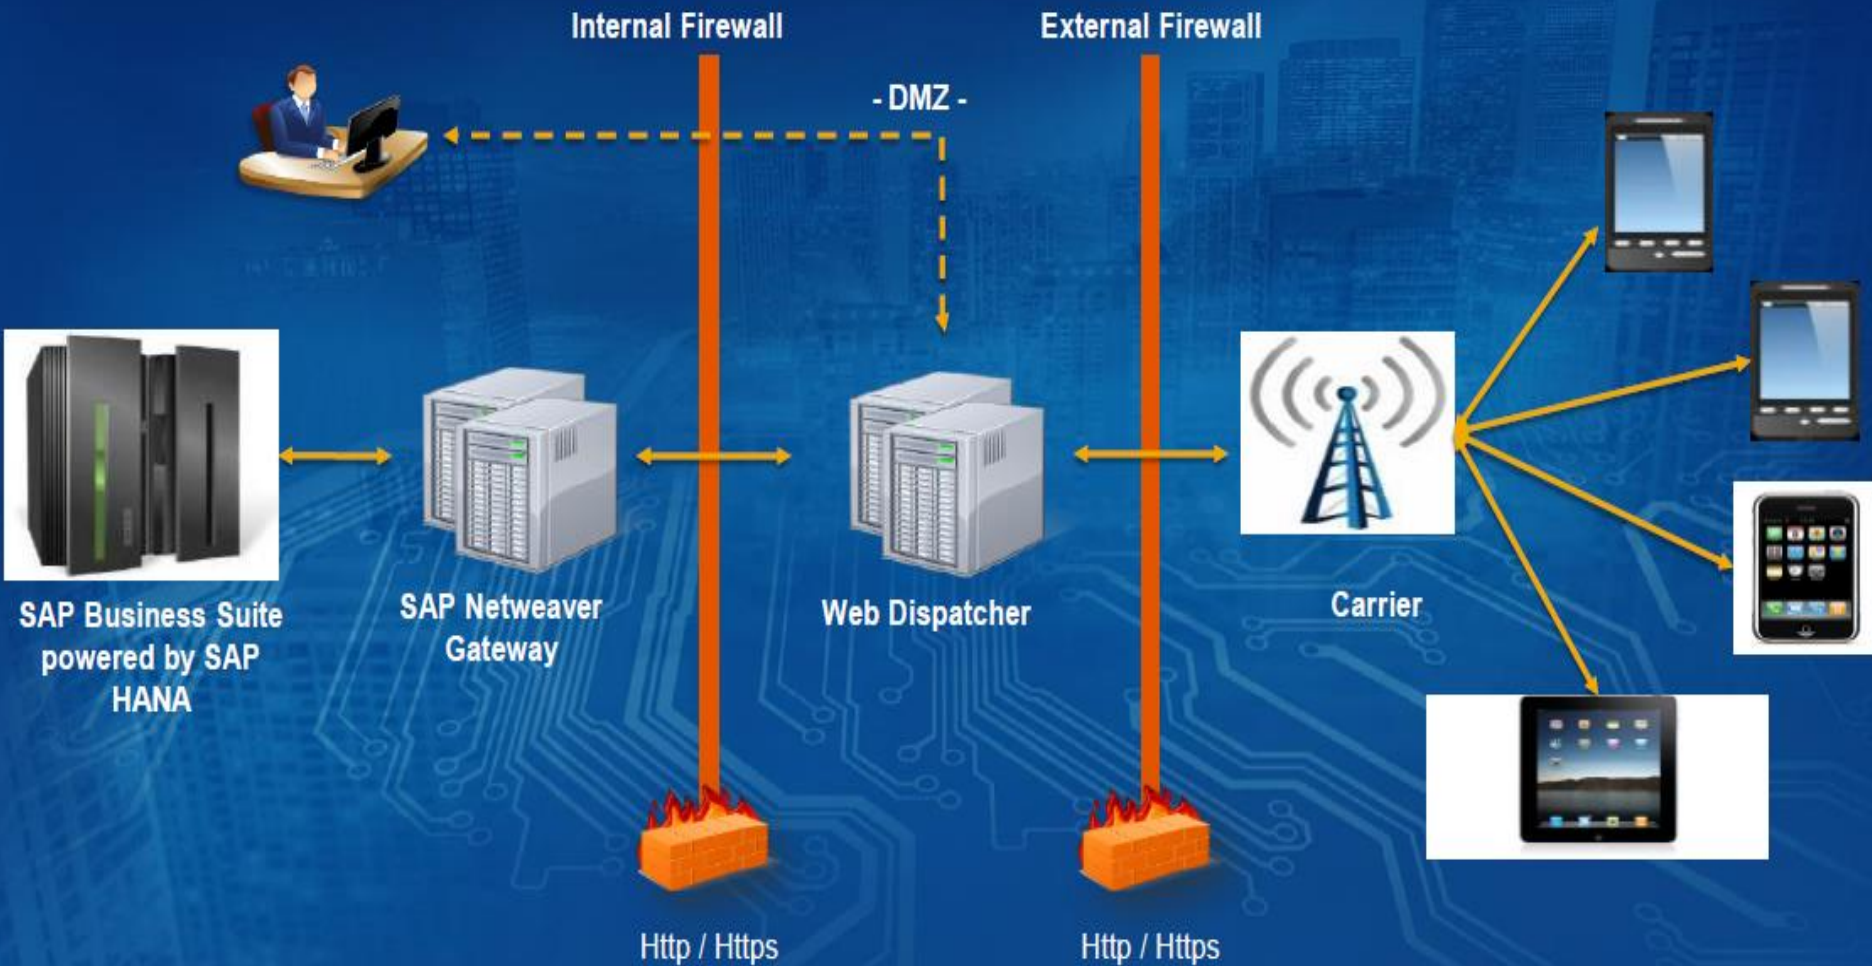 Internal Firewall
External Firewall
- DMZ -
SAP Business Suite
powered by SAP
HANA
SAP Netweaver
Gateway
Web Dispatcher
Carrier
Http / Https
Http / Https